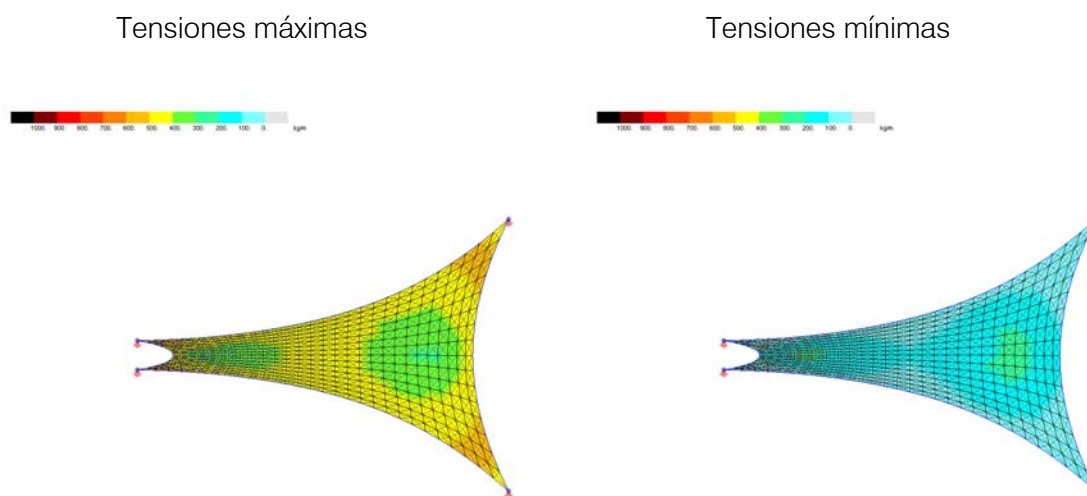 Tensiones máximas
Tensiones mínimas
1000. 900. 800. 700. 600. 500. 400. 300. 200. 100. 0. kg/m
1000. 900. 800. 700. 600. 500. 400. 300. 200. 100. 0. kg/m